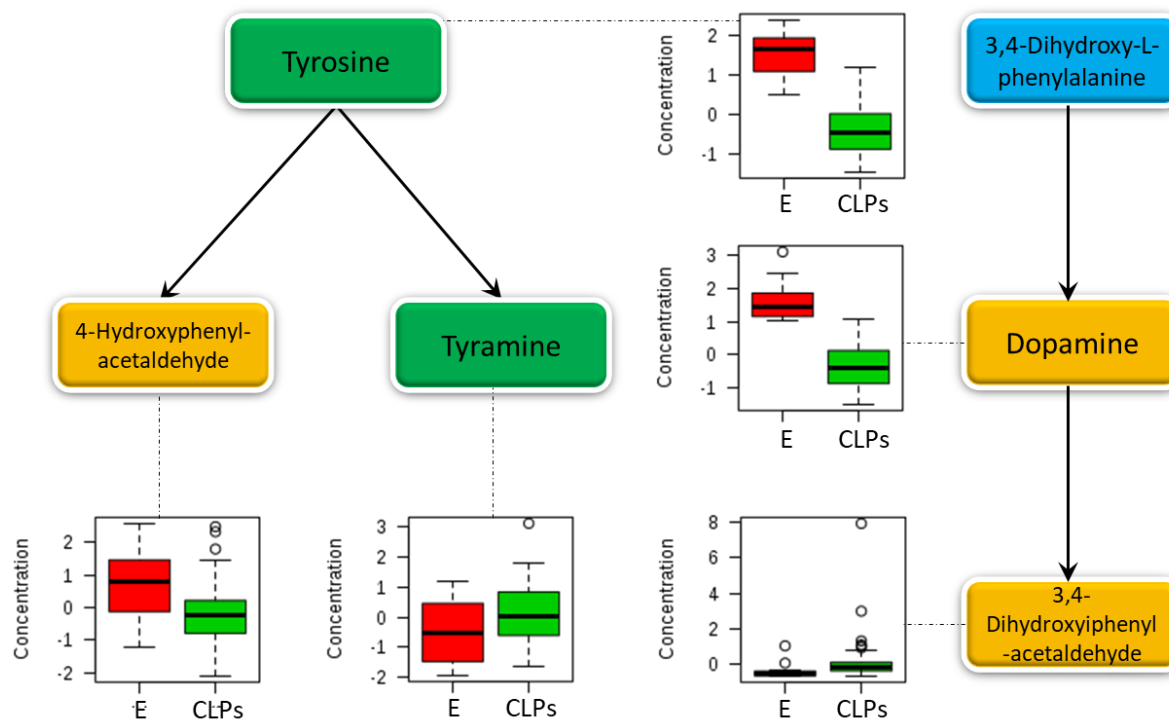 Tyrosine
3,4-Dihydroxy-L-
phenylalanine
Concentration
2
1
0
-1
E CLPs
4-Hydroxyphenyl-
acetaldehyde
Tyramine
Dopamine
Concentration
3
2
1
0
-1
E CLPs
Concentration
2
1
0
-1
-2
E CLPs
Concentration
3
2
1
0
-1
-2
E CLPs
Concentration
8
6
4
2
0
E CLPs
3,4-
Dihydroxyiphenyl
-acetaldehyde